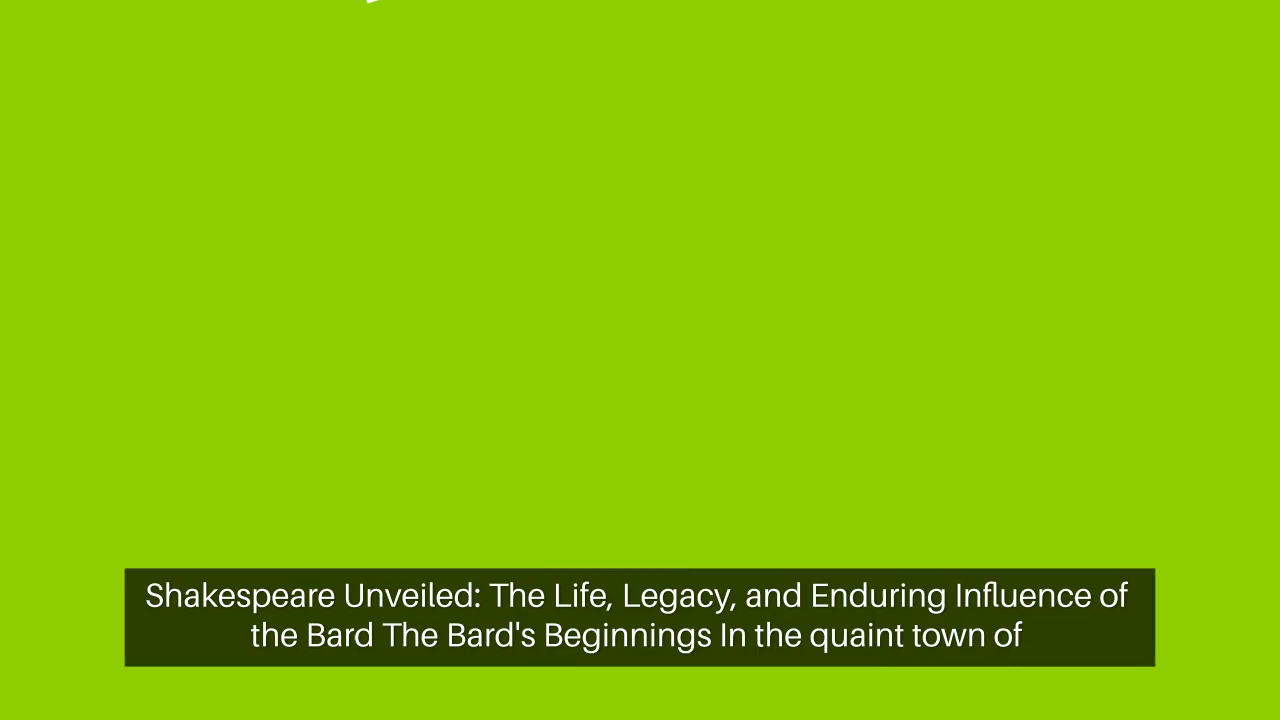 Shakespeare Unveiled: The Life, Legacy, and Enduring Influence of
the Bard The Bard's Beginnings In the quaint town of